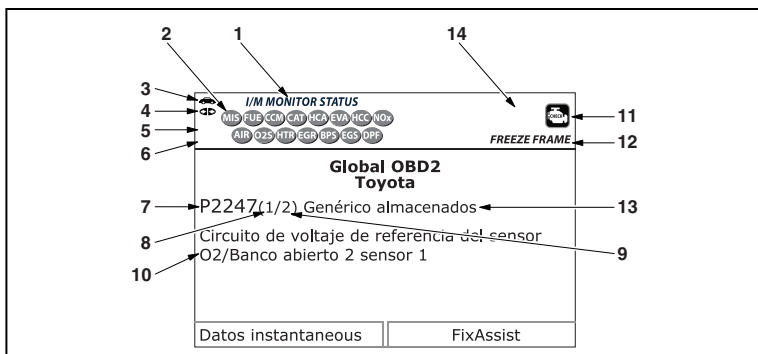 2 1 14
3 I/M MONITOR STATUS
4 MIS FUE CCM CAT HCA EVA HCC NOx CHECK 11
5 AIR O2S HTR EGR BPS EGS DPF
6 FREEZE FRAME 12
Global OBD2
Toyota
7 P2247(1/2) Genérico almacenados 13
8 Circuito de voltaje de referencia del sensor 9
10 O2/Banco abierto 2 sensor 1
Datos instantaneous FixAssist